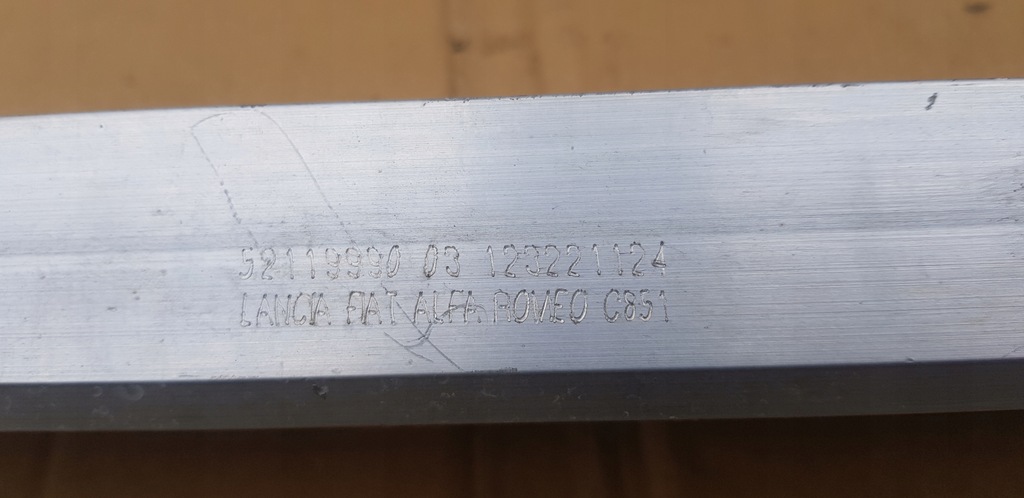 52119990 03 123221124
LANCIA FIAT ALFA ROMEO C851